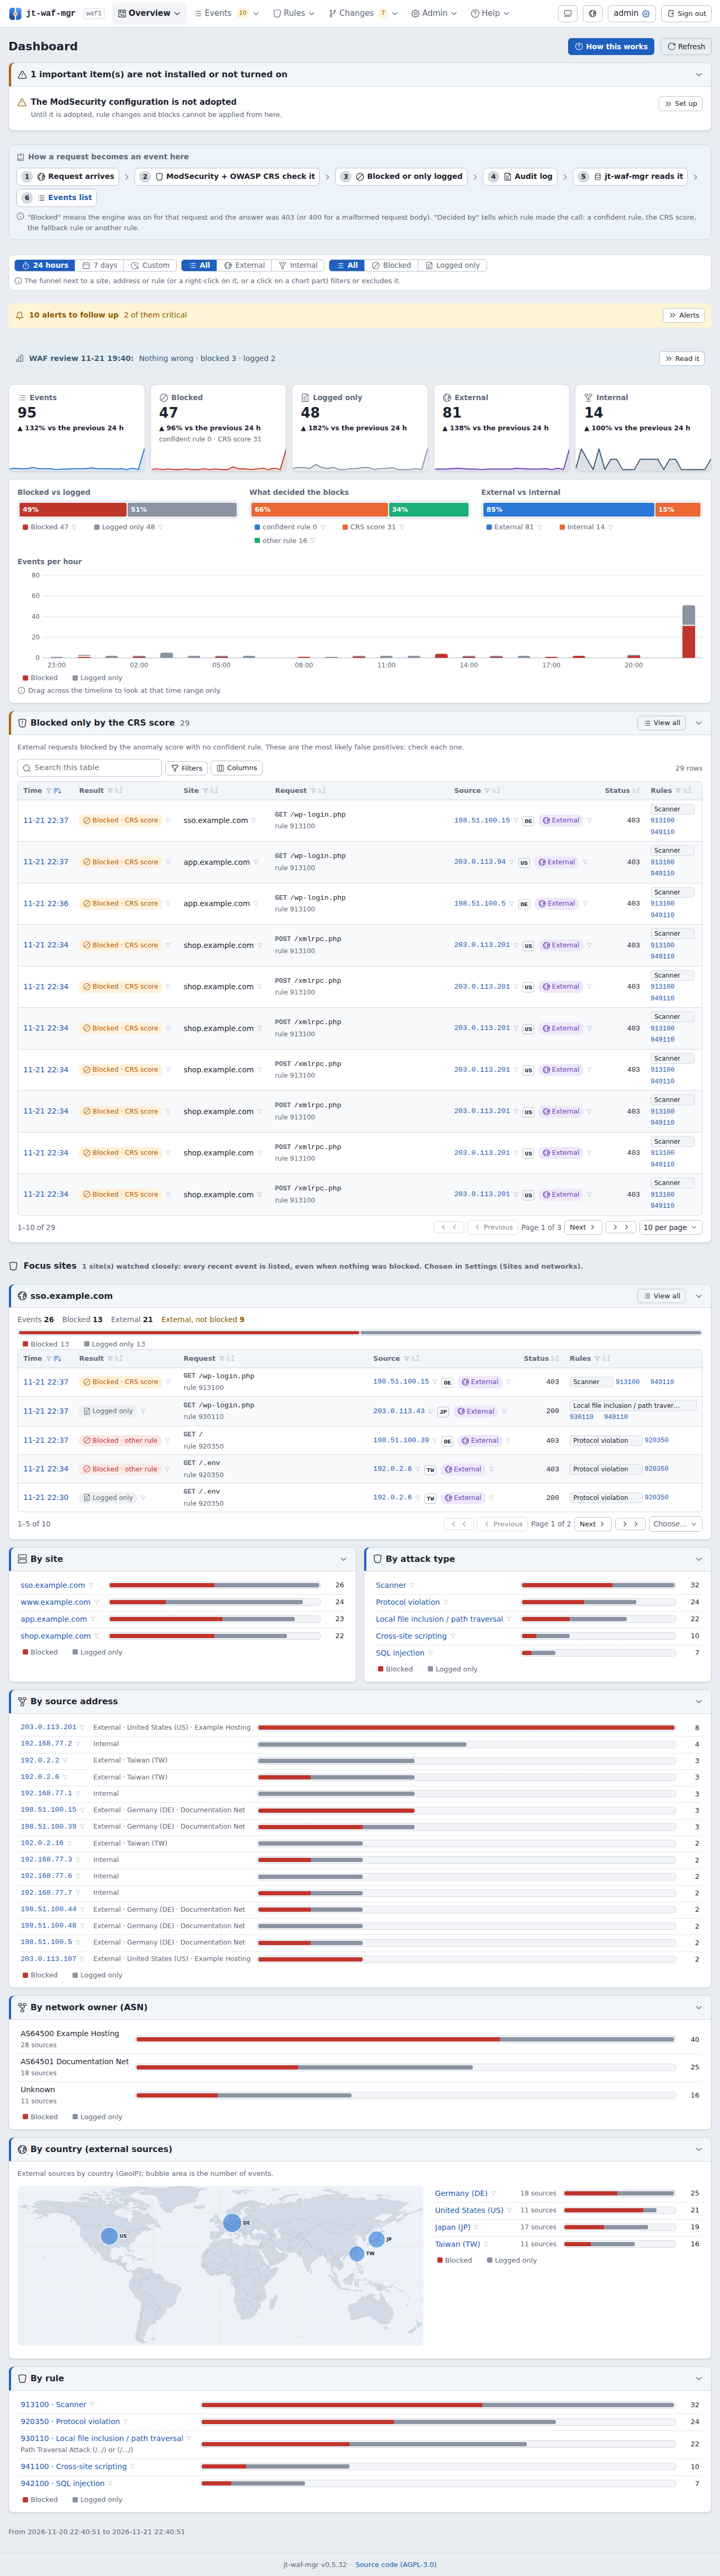 jt-waf-mgr waf1 Overview Events 10 Rules Changes 7 Admin Help admin Sign out
Dashboard How this works Refresh
1 important item(s) are not installed or not turned on
The ModSecurity configuration is not adopted Set up
Until it is adopted, rule changes and blocks cannot be applied from here.
How a request becomes an event here
1 Request arrives 2 ModSecurity + OWASP CRS check it 3 Blocked or only logged 4 Audit log 5 jt-waf-mgr reads it
6 Events list
"Blocked" means the engine was on for that request and the answer was 403 (or 400 for a malformed request body). "Decided by" tells which rule made the call: a confident rule, the CRS score,
the fallback rule or another rule.
24 hours 7 days Custom All External Internal All Blocked Logged only
The funnel next to a site, address or rule (or a right-click on it, or a click on a chart part) filters or excludes it.
10 alerts to follow up 2 of them critical Alerts
WAF review 11-21 19:40: Nothing wrong · blocked 3 · logged 2 Read it
Events Blocked Logged only External Internal
95 47 48 81 14
▲ 132% vs the previous 24 h ▲ 96% vs the previous 24 h ▲ 182% vs the previous 24 h ▲ 138% vs the previous 24 h ▲ 100% vs the previous 24 h
confident rule 0 · CRS score 31
Blocked vs logged What decided the blocks External vs internal
49% 51% 66% 34% 85% 15%
Blocked 47 Logged only 48 confident rule 0 CRS score 31 External 81 Internal 14
other rule 16
Events per hour
80
60
40
20
0
23:00 02:00 05:00 08:00 11:00 14:00 17:00 20:00
Blocked Logged only
Drag across the timeline to look at that time range only.
Blocked only by the CRS score 29 View all
External requests blocked by the anomaly score with no confident rule. These are the most likely false positives: check each one.
Search this table Filters Columns 29 rows
Time Result Site Request Source Status Rules
11-21 22:37 Blocked · CRS score sso.example.com GET /wp-login.php rule 913100 198.51.100.15 DE External 403 Scanner 913100 949110
11-21 22:37 Blocked · CRS score app.example.com GET /wp-login.php rule 913100 203.0.113.94 US External 403 Scanner 913100 949110
11-21 22:36 Blocked · CRS score app.example.com GET /wp-login.php rule 913100 198.51.100.5 DE External 403 Scanner 913100 949110
11-21 22:34 Blocked · CRS score shop.example.com POST /xmlrpc.php rule 913100 203.0.113.201 US External 403 Scanner 913100 949110
11-21 22:34 Blocked · CRS score shop.example.com POST /xmlrpc.php rule 913100 203.0.113.201 US External 403 Scanner 913100 949110
11-21 22:34 Blocked · CRS score shop.example.com POST /xmlrpc.php rule 913100 203.0.113.201 US External 403 Scanner 913100 949110
11-21 22:34 Blocked · CRS score shop.example.com POST /xmlrpc.php rule 913100 203.0.113.201 US External 403 Scanner 913100 949110
11-21 22:34 Blocked · CRS score shop.example.com POST /xmlrpc.php rule 913100 203.0.113.201 US External 403 Scanner 913100 949110
11-21 22:34 Blocked · CRS score shop.example.com POST /xmlrpc.php rule 913100 203.0.113.201 US External 403 Scanner 913100 949110
11-21 22:34 Blocked · CRS score shop.example.com POST /xmlrpc.php rule 913100 203.0.113.201 US External 403 Scanner 913100 949110
1–10 of 29 Previous Page 1 of 3 Next 10 per page
Focus sites 1 site(s) watched closely: every recent event is listed, even when nothing was blocked. Chosen in Settings (Sites and networks).
sso.example.com View all
Events 26 Blocked 13 External 21 External, not blocked 9
Blocked 13 Logged only 13
Time Result Request Source Status Rules
11-21 22:37 Blocked · CRS score GET /wp-login.php rule 913100 198.51.100.15 DE External 403 Scanner 913100 949110
11-21 22:37 Logged only GET /wp-login.php rule 930110 203.0.113.43 JP External 200 Local file inclusion / path traver… 930110 949110
11-21 22:37 Blocked · other rule GET / rule 920350 198.51.100.39 DE External 403 Protocol violation 920350
11-21 22:34 Blocked · other rule GET /.env rule 920350 192.0.2.6 TW External 403 Protocol violation 920350
11-21 22:30 Logged only GET /.env rule 920350 192.0.2.6 TW External 200 Protocol violation 920350
1–5 of 10 Previous Page 1 of 2 Next Choose...
By site
sso.example.com 26
www.example.com 24
app.example.com 23
shop.example.com 22
Blocked Logged only
By attack type
Scanner 32
Protocol violation 24
Local file inclusion / path traversal 22
Cross-site scripting 10
SQL injection 7
Blocked Logged only
By source address
203.0.113.201 External · United States (US) · Example Hosting 8
192.168.77.2 Internal 4
192.0.2.2 External · Taiwan (TW) 3
192.0.2.6 External · Taiwan (TW) 3
192.168.77.1 Internal 3
198.51.100.15 External · Germany (DE) · Documentation Net 3
198.51.100.39 External · Germany (DE) · Documentation Net 3
192.0.2.16 External · Taiwan (TW) 2
192.168.77.3 Internal 2
192.168.77.6 Internal 2
192.168.77.7 Internal 2
198.51.100.44 External · Germany (DE) · Documentation Net 2
198.51.100.48 External · Germany (DE) · Documentation Net 2
198.51.100.5 External · Germany (DE) · Documentation Net 2
203.0.113.107 External · United States (US) · Example Hosting 2
Blocked Logged only
By network owner (ASN)
AS64500 Example Hosting 40
28 sources
AS64501 Documentation Net 25
18 sources
Unknown 16
11 sources
Blocked Logged only
By country (external sources)
External sources by country (GeoIP); bubble area is the number of events.
US DE JP TW
Germany (DE) 18 sources 25
United States (US) 11 sources 21
Japan (JP) 17 sources 19
Taiwan (TW) 11 sources 16
Blocked Logged only
By rule
913100 · Scanner 32
920350 · Protocol violation 24
930110 · Local file inclusion / path traversal 22
Path Traversal Attack (/../) or (/.../)
941100 · Cross-site scripting 10
942100 · SQL injection 7
Blocked Logged only
From 2026-11-20 22:40:51 to 2026-11-21 22:40:51
jt-waf-mgr v0.5.32 · Source code (AGPL-3.0)